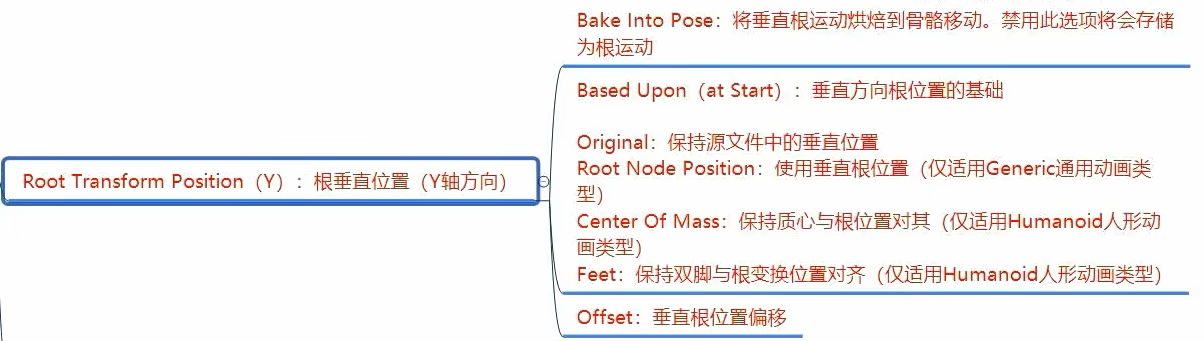 Bake Into Pose：将垂直根运动烘焙到骨骼移动。禁用此选项将会存储
为根运动
Based Upon（at Start）：垂直方向根位置的基础
Original：保持源文件中的垂直位置
Root Node Position：使用垂直根位置（仅适用Generic通用动画类
型）
Center Of Mass：保持质心与根位置对其（仅适用Humanoid人形动
画类型）
Feet：保持双脚与根变换位置对齐（仅适用Humanoid人形动画类型）
Root Transform Position（Y）：根垂直位置（Y轴方向）
Offset：垂直根位置偏移